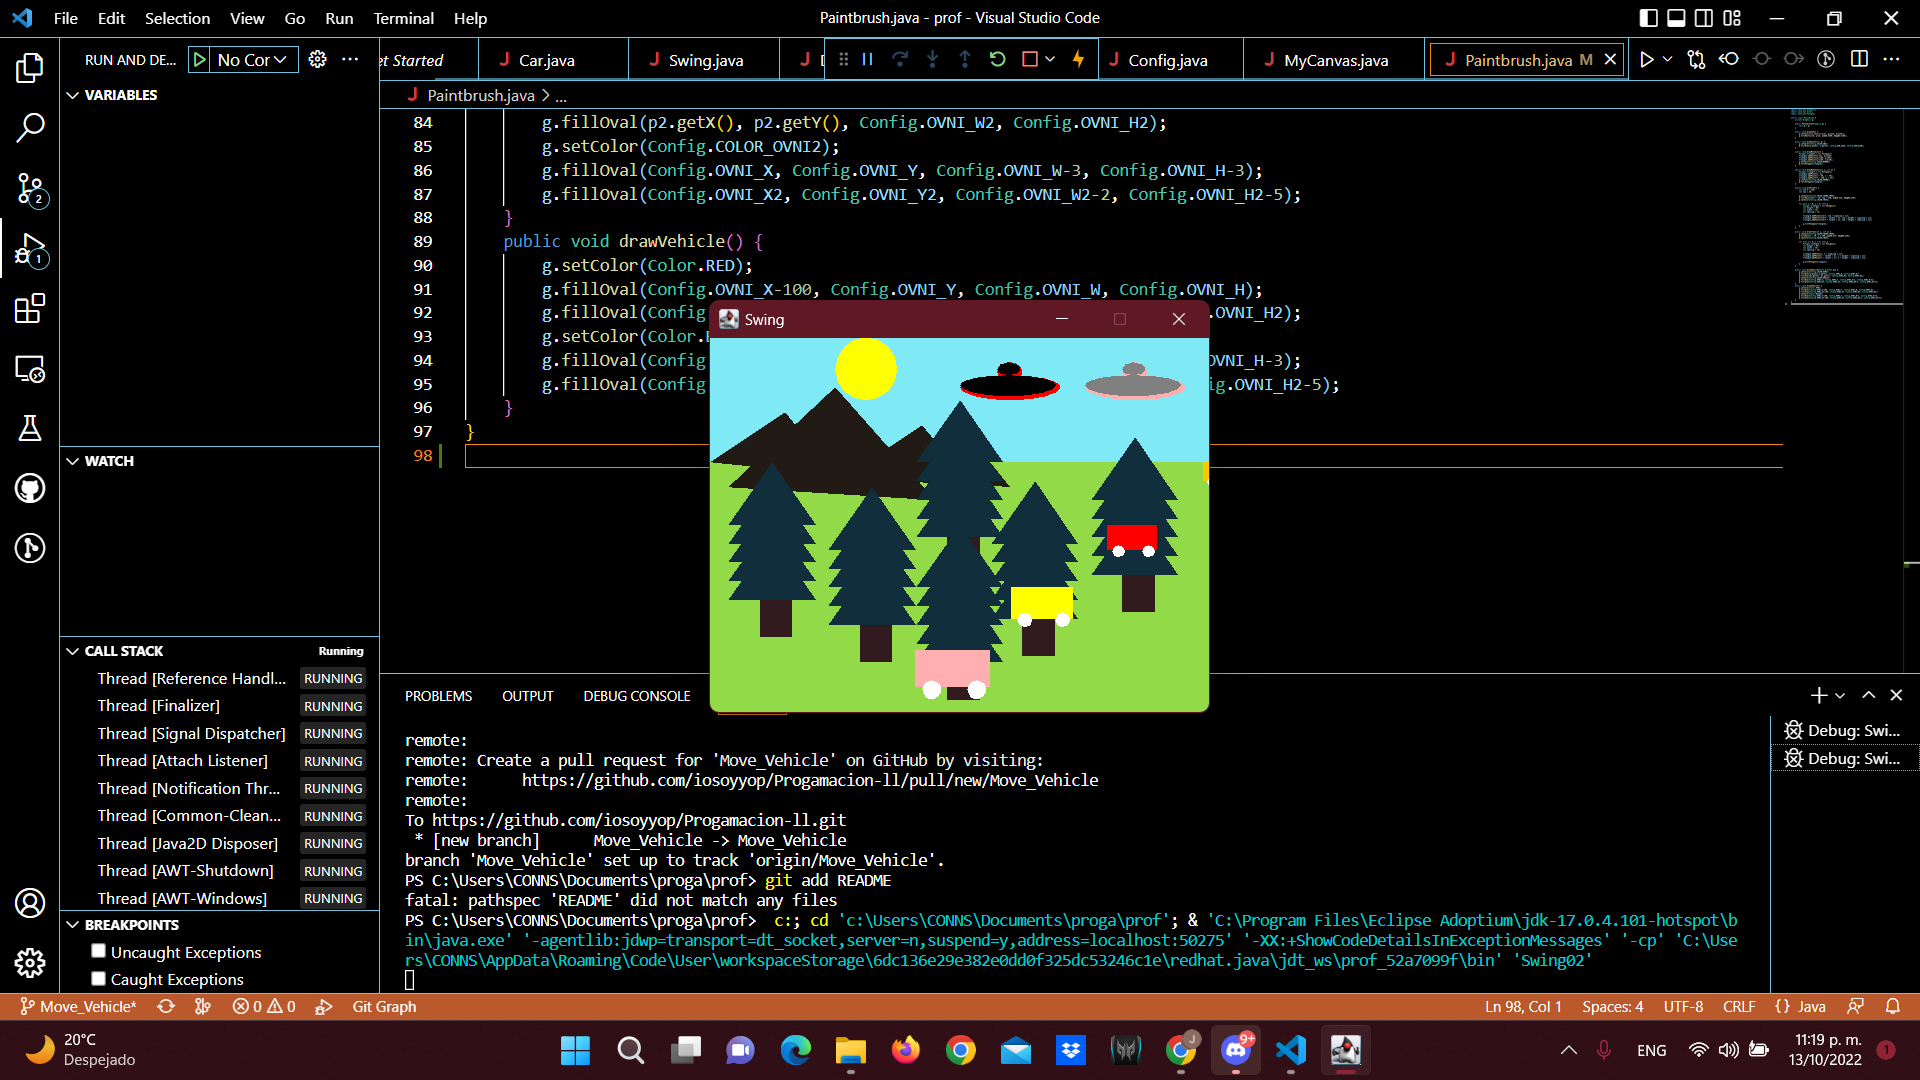 File Edit Selection View Go Run Terminal Help
Paintbrush.java - prof - Visual Studio Code
RUN AND DE... No Cor
et Started
Car.java
Swing.java
Config.java
MyCanvas.java
Paintbrush.java M
VARIABLES
Paintbrush.java > ...
84 g.fillOval(p2.getX(), p2.getY(), Config.OVNI_W2, Config.OVNI_H2);
85 g.setColor(Config.COLOR_OVNI2);
86 g.fillOval(Config.OVNI_X, Config.OVNI_Y, Config.OVNI_W-3, Config.OVNI_H-3);
87 g.fillOval(Config.OVNI_X2, Config.OVNI_Y2, Config.OVNI_W2-2, Config.OVNI_H2-5);
88 }
89 public void drawVehicle() {
90 g.setColor(Color.RED);
91 g.fillOval(Config.OVNI_X-100, Config.OVNI_Y, Config.OVNI_W, Config.OVNI_H);
92 g.fillOval(Config .OVNI_H2);
93 g.setColor(Color.
94 g.fillOval(Config OVNI_H-3);
95 g.fillOval(Config ig.OVNI_H2-5);
96 }
97 }
98
Swing
WATCH
CALL STACK Running
Thread [Reference Handl... RUNNING
Thread [Finalizer] RUNNING
Thread [Signal Dispatcher] RUNNING
Thread [Attach Listener] RUNNING
Thread [Notification Thr... RUNNING
Thread [Common-Clean... RUNNING
Thread [Java2D Disposer] RUNNING
Thread [AWT-Shutdown] RUNNING
Thread [AWT-Windows] RUNNING
BREAKPOINTS
Uncaught Exceptions
Caught Exceptions
PROBLEMS OUTPUT DEBUG CONSOLE
remote:
remote: Create a pull request for 'Move_Vehicle' on GitHub by visiting:
remote:      https://github.com/iosoyyop/Progamacion-ll/pull/new/Move_Vehicle
remote:
To https://github.com/iosoyyop/Progamacion-ll.git
 * [new branch]      Move_Vehicle -> Move_Vehicle
branch 'Move_Vehicle' set up to track 'origin/Move_Vehicle'.
PS C:\Users\CONNS\Documents\proga\prof> git add README
fatal: pathspec 'README' did not match any files
PS C:\Users\CONNS\Documents\proga\prof>  c:; cd 'c:\Users\CONNS\Documents\proga\prof'; & 'C:\Program Files\Eclipse Adoptium\jdk-17.0.4.101-hotspot\b
in\java.exe' '-agentlib:jdwp=transport=dt_socket,server=n,suspend=y,address=localhost:50275' '-XX:+ShowCodeDetailsInExceptionMessages' '-cp' 'C:\Use
rs\CONNS\AppData\Roaming\Code\User\workspaceStorage\6dc136e29e382e0dd0f325dc53246c1e\redhat.java\jdt_ws\prof_52a7099f\bin' 'Swing02'
Debug: Swi...
Debug: Swi...
Move_Vehicle* 0 0 Git Graph
Ln 98, Col 1 Spaces: 4 UTF-8 CRLF {} Java
20°C
Despejado
9+
ENG
11:19 p. m.
13/10/2022
1